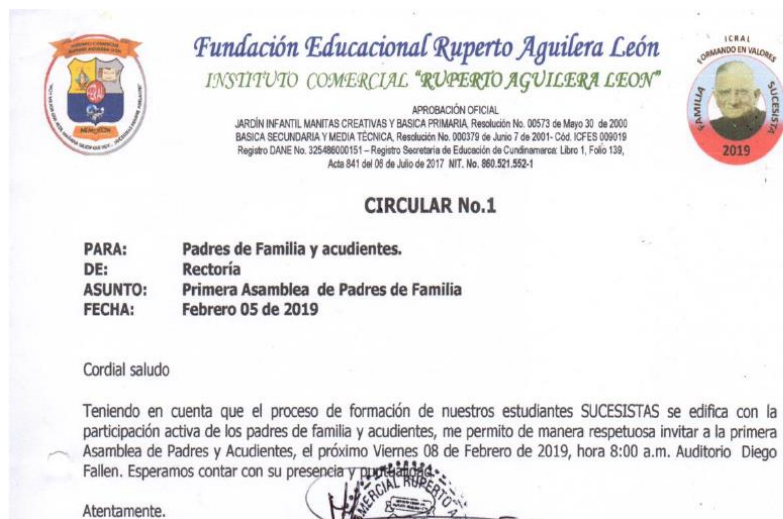 Fundación Educacional Ruperto Aguilera León
INSTITUTO COMERCIAL "RUPERTO AGUILERA LEON"
APROBACIÓN OFICIAL
JARDÍN INFANTIL MANITAS CREATIVAS Y BASICA PRIMARIA, Resolución No. 00573 de Mayo 30 de 2000
BASICA SECUNDARIA Y MEDIA TÉCNICA, Resolución No. 000379 de Junio 7 de 2001- Cód. ICFES 009019
Registro DANE No. 325486000151 – Registro Secretaria de Educación de Cundinamarca: Libro 1, Folio 139,
Acta 841 del 06 de Julio de 2017 NIT. No. 860.521.552-1
ICRAL
FORMANDO EN VALORES
FAMILIA
SUCESISTA
2019
CIRCULAR No.1
PARA: Padres de Familia y acudientes.
DE: Rectoría
ASUNTO: Primera Asamblea de Padres de Familia
FECHA: Febrero 05 de 2019
Cordial saludo
Teniendo en cuenta que el proceso de formación de nuestros estudiantes SUCESISTAS se edifica con la
participación activa de los padres de familia y acudientes, me permito de manera respetuosa invitar a la primera
Asamblea de Padres y Acudientes, el próximo Viernes 08 de Febrero de 2019, hora 8:00 a.m. Auditorio Diego
Fallen. Esperamos contar con su presencia y
Atentamente.